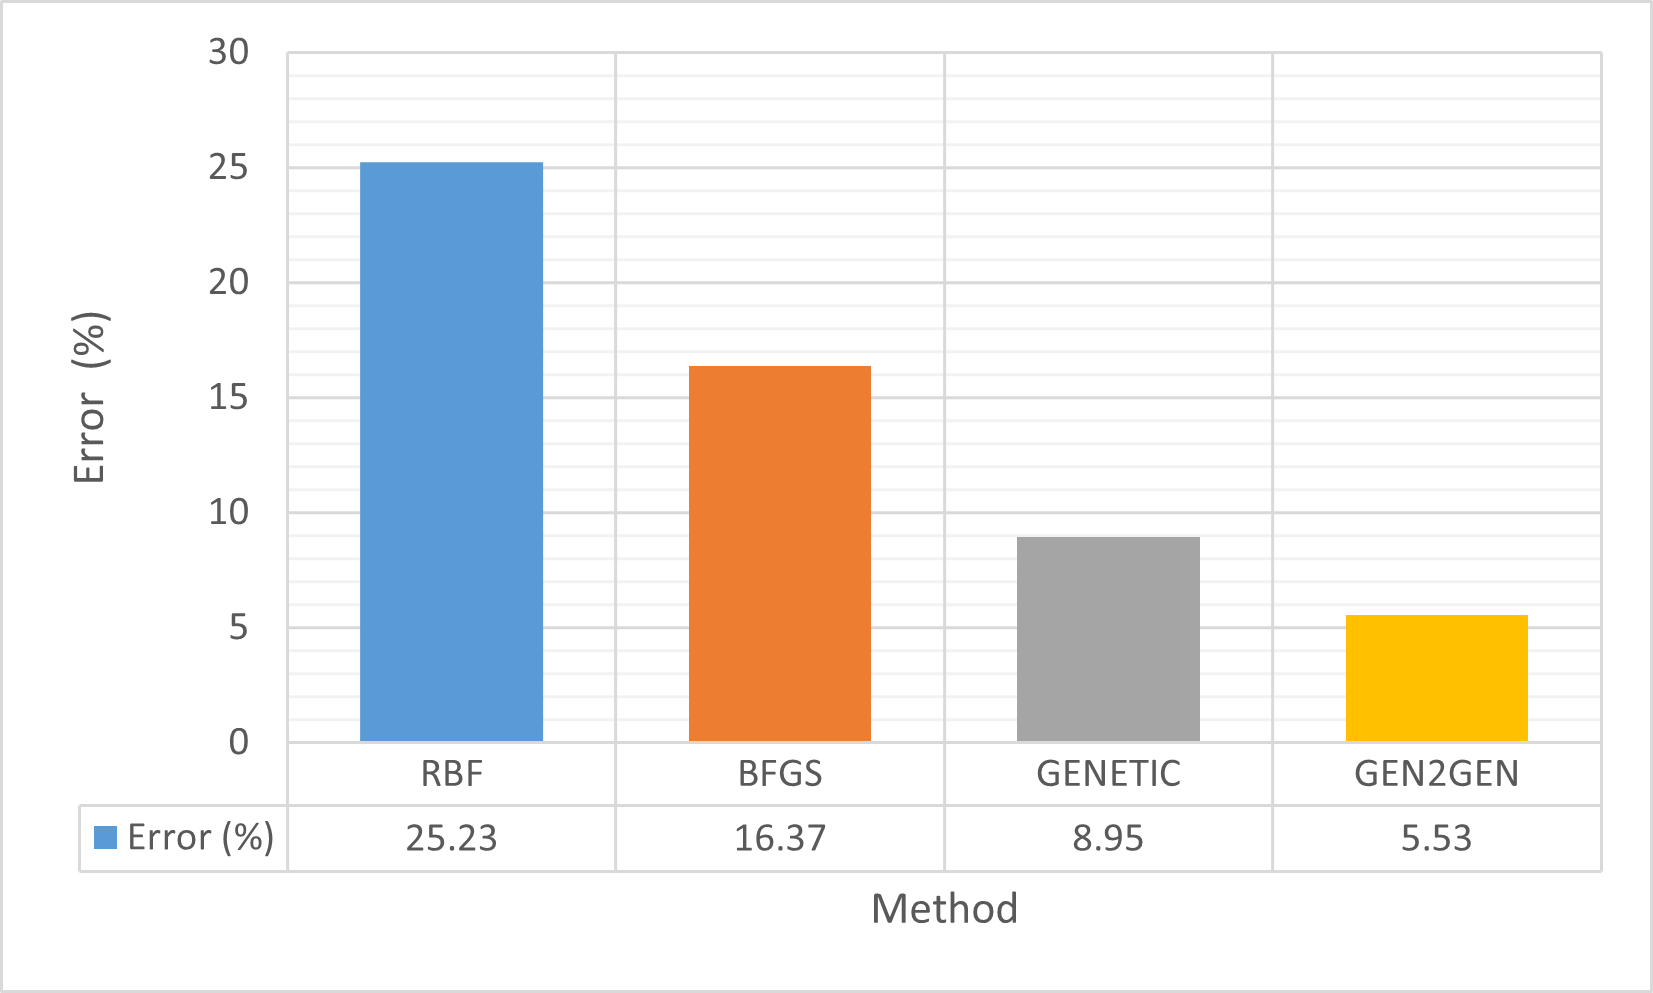 30
25
20
15
10
5
0
Error (%)
RBF BFGS GENETIC GEN2GEN
Error (%) 25.23 16.37 8.95 5.53
Method